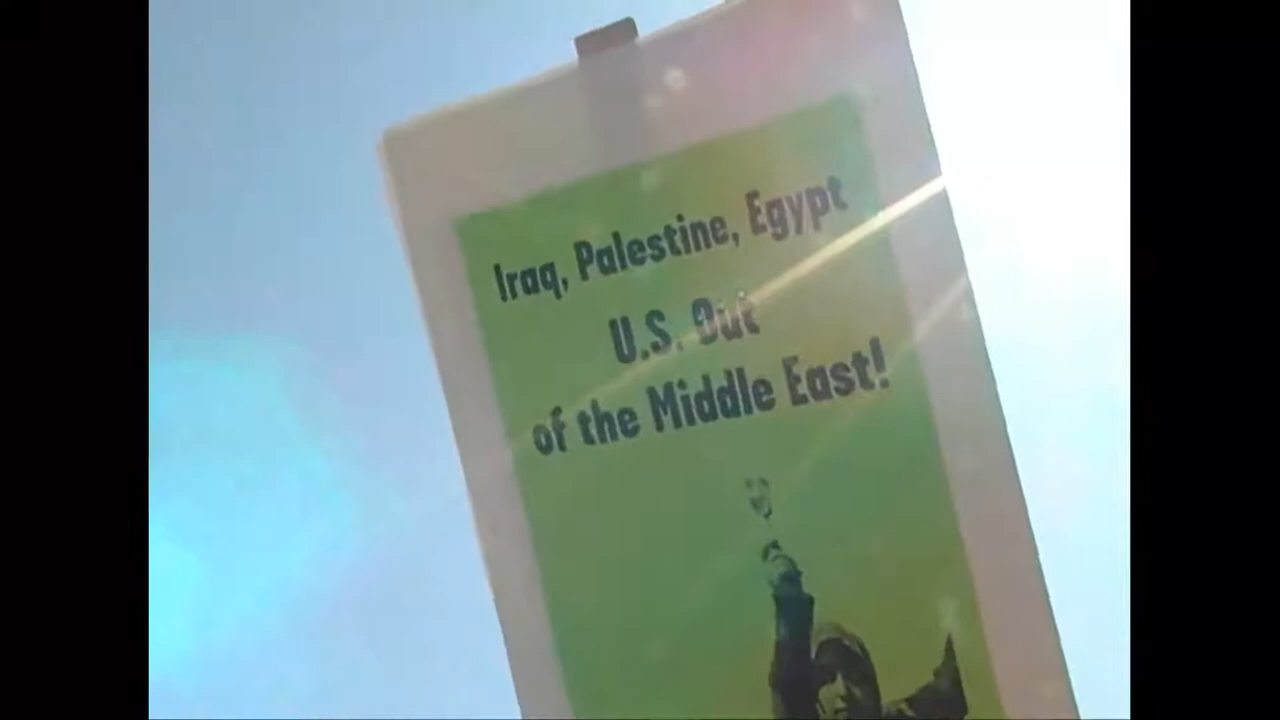 Iraq, Palestine, Egypt
U.S. Out
of the Middle East!